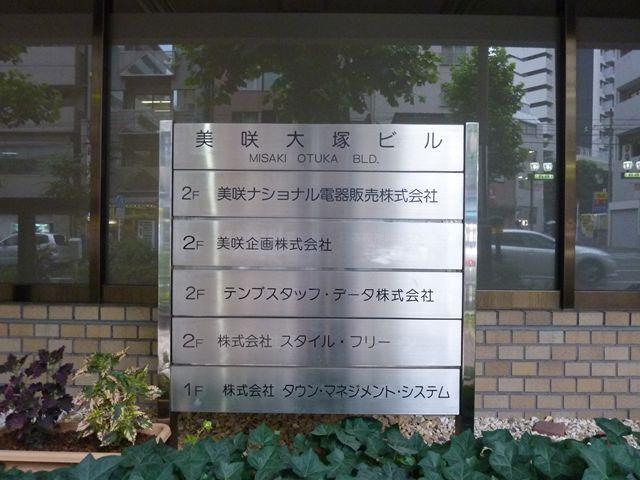 美咲大塚ビル
MISAKI OTUKA BLD.
2F 美咲ナショナル電器販売株式会社
2F 美咲企画株式会社
2F テンプスタッフ・データ株式会社
2F 株式会社 スタイル・フリー
1F 株式会社 タウン・マネジメント・システム